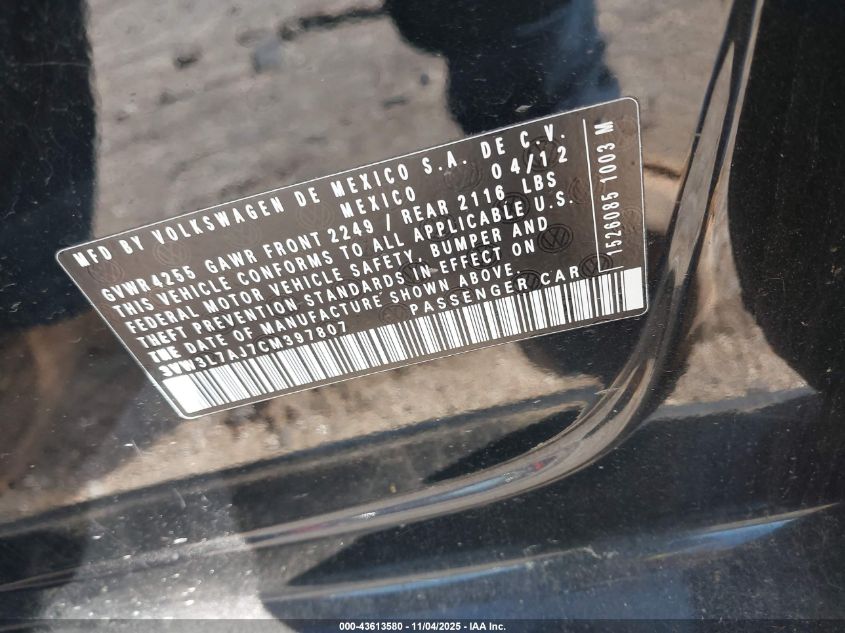 MFD BY VOLKSWAGEN DE MEXICO S.A. DE C.V.
MEXICO 04/12
GVWR4255 GAWR FRONT 2249 / REAR 2116 LBS
THIS VEHICLE CONFORMS TO ALL APPLICABLE U.S.
FEDERAL MOTOR VEHICLE SAFETY, BUMPER AND
THEFT PREVENTION STANDARDS IN EFFECT ON
THE DATE OF MANUFACTURE SHOWN ABOVE.
3VW3L7AJ7CM397807 PASSENGER CAR
1526085 1003 M
000-43613580 - 11/04/2025 - IAA Inc.